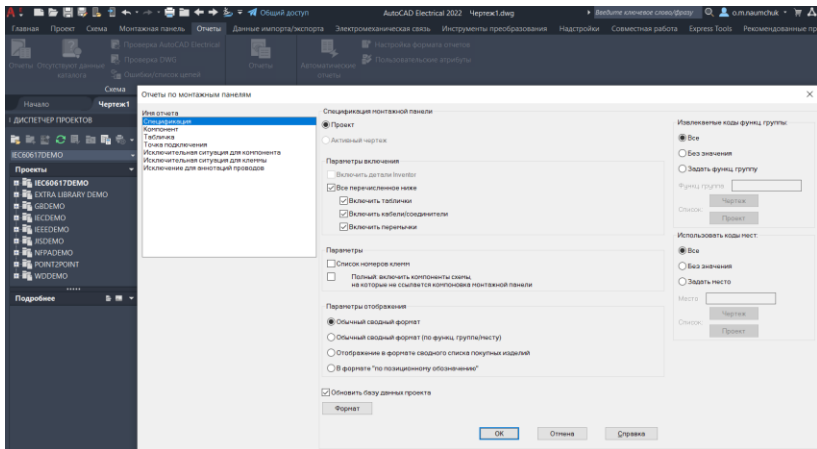 Общий доступ
AutoCAD Electrical 2022 Чертеж1.dwg
Введите ключевое слово/фразу
o.m.naumchuk
Главная Проект Схема Монтажная панель Отчеты Данные импорта/экспорта Электромеханическая связь Инструменты преобразования Надстройки Совместная работа Express Tools Рекомендованные пр
Отчеты Отсутствуют данные каталога
Проверка AutoCAD Electrical
Проверка DWG
Ошибки/список цепей
Отчеты
Автоматические отчеты
Настройка формата отчетов
Пользовательские атрибуты
Схема
Начало Чертеж1
ДИСПЕТЧЕР ПРОЕКТОВ
IEC60617DEMO
Проекты
IEC60617DEMO
EXTRA LIBRARY DEMO
GBDEMO
IECDEMO
IEEEDEMO
JISDEMO
NFPADEMO
POINT2POINT
WDDEMO
Подробнее
Отчеты по монтажным панелям
Имя отчета
Спецификация
Компонент
Табличка
Точка подключения
Исключительная ситуация для компонента
Исключительная ситуация для клеммы
Исключение для аннотаций проводов
Спецификация монтажной панели
Проект
Активный чертеж
Параметры включения
Включить детали Inventor
Все перечисленное ниже
Включить таблички
Включить кабели/соединители
Включить перемычки
Параметры
Список номеров клемм
Полный: включить компоненты схемы,
на которые не ссылается компоновка монтажной панели
Параметры отображения
Обычный сводный формат
Обычный сводный формат (по функц. группе/месту)
Отображение в формате сводного списка покупных изделий
В формате "по позиционному обозначению"
Обновить базу данных проекта
Формат
Извлекаемые коды функц. группы:
Все
Без значения
Задать функц. группу
Функц. группа
Список:
Чертеж
Проект
Использовать коды мест:
Все
Без значения
Задать место
Место
Список:
Чертеж
Проект
OK Отмена Справка